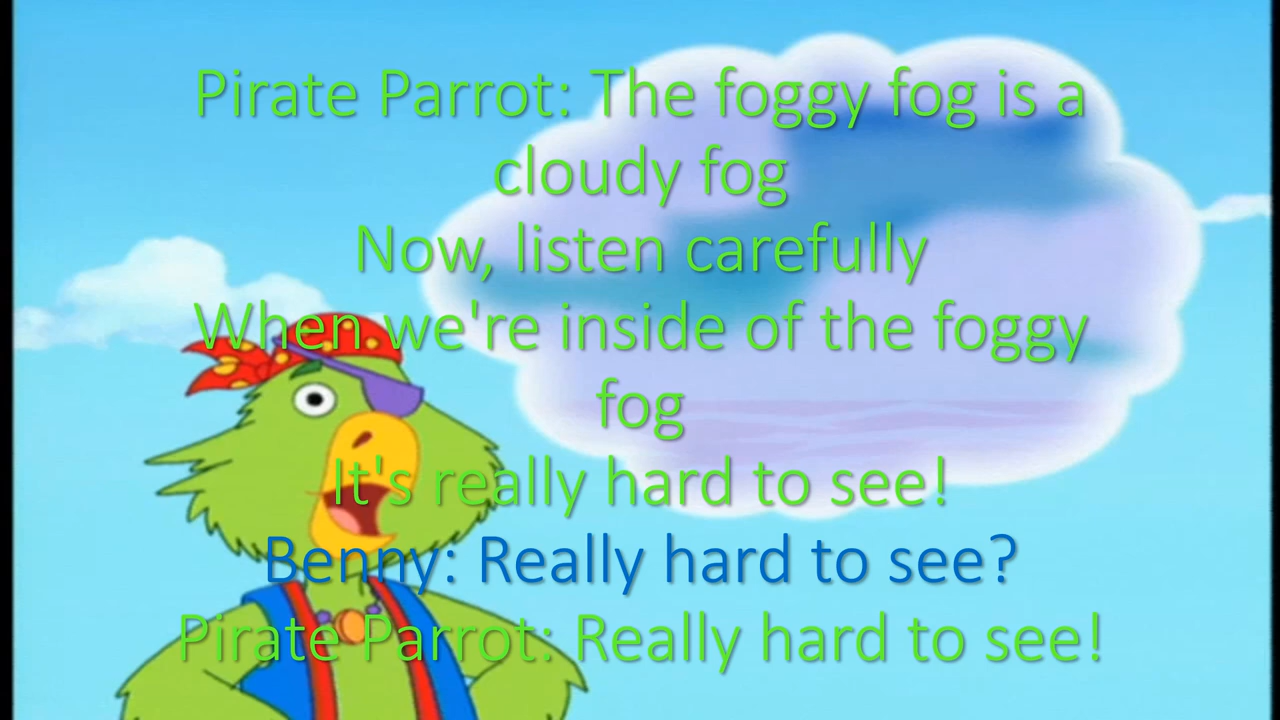 Pirate Parrot: The foggy fog is a
cloudy fog
Now, listen carefully
When we're inside of the foggy
fog
It's really hard to see!
Benny: Really hard to see?
Pirate Parrot: Really hard to see!